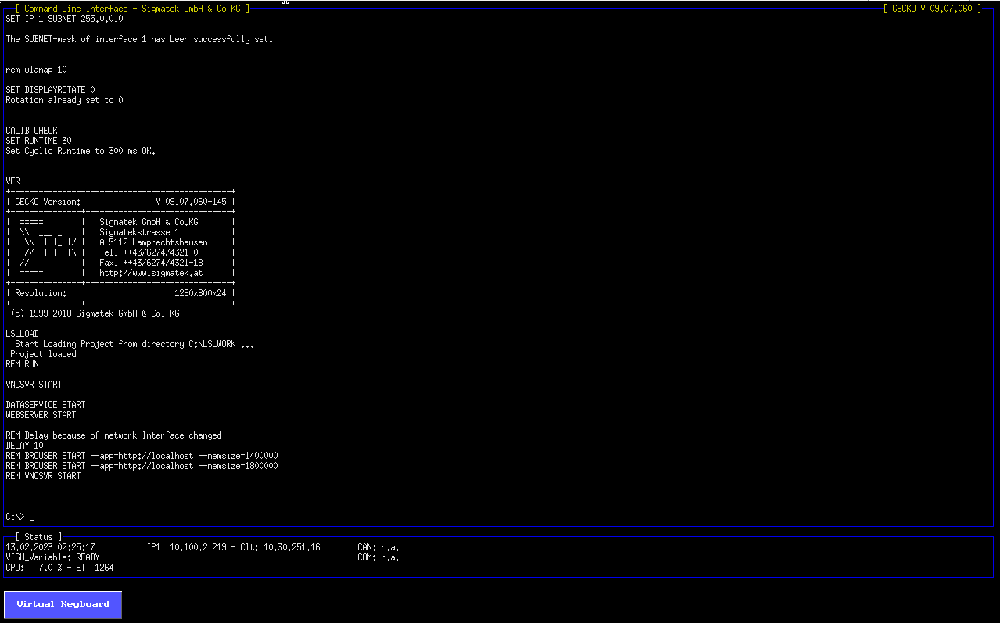 [ Command Line Interface - Sigmatek GmbH & Co KG ] [ GECKO V 09.07.060 ]
SET IP 1 SUBNET 255.0.0.0
The SUBNET-mask of interface 1 has been successfully set.
rem wlanap 10
SET DISPLAYROTATE 0
Rotation already set to 0
CALIB CHECK
SET RUNTIME 30
Set Cyclic Runtime to 300 ms OK.
VER
+-----------------------------------------------+
| GECKO Version:                V 09.07.060-145 |
+---------------+-------------------------------+
|  =====        |   Sigmatek GmbH & Co.KG       |
|  \\  ___ _    |   Sigmatekstrasse 1           |
|   \\  | |_ |/ |   A-5112 Lamprechtshausen     |
|   //  | |_ |\ |   Tel. ++43/6274/4321-0       |
|  //           |   Fax. ++43/6274/4321-18      |
|  =====        |   http://www.sigmatek.at      |
+---------------+-------------------------------+
| Resolution:                       1280x800x24 |
+---------------+-------------------------------+
(c) 1999-2018 Sigmatek GmbH & Co. KG
LSLLOAD
Start Loading Project from directory C:\LSLWORK ...
Project loaded
REM RUN
VNCSVR START
DATASERVICE START
WEBSERVER START
REM Delay because of network Interface changed
DELAY 10
REM BROWSER START --app=http://localhost --memsize=1400000
REM BROWSER START --app=http://localhost --memsize=1800000
REM VNCSVR START
C:\> _
[ Status ]
13.02.2023 02:25:17 IP1: 10.100.2.219 - Clt: 10.30.251.16 CAN: n.a.
VISU_Variable: READY COM: n.a.
CPU: 7.0 % - ETT 1264
Virtual Keyboard